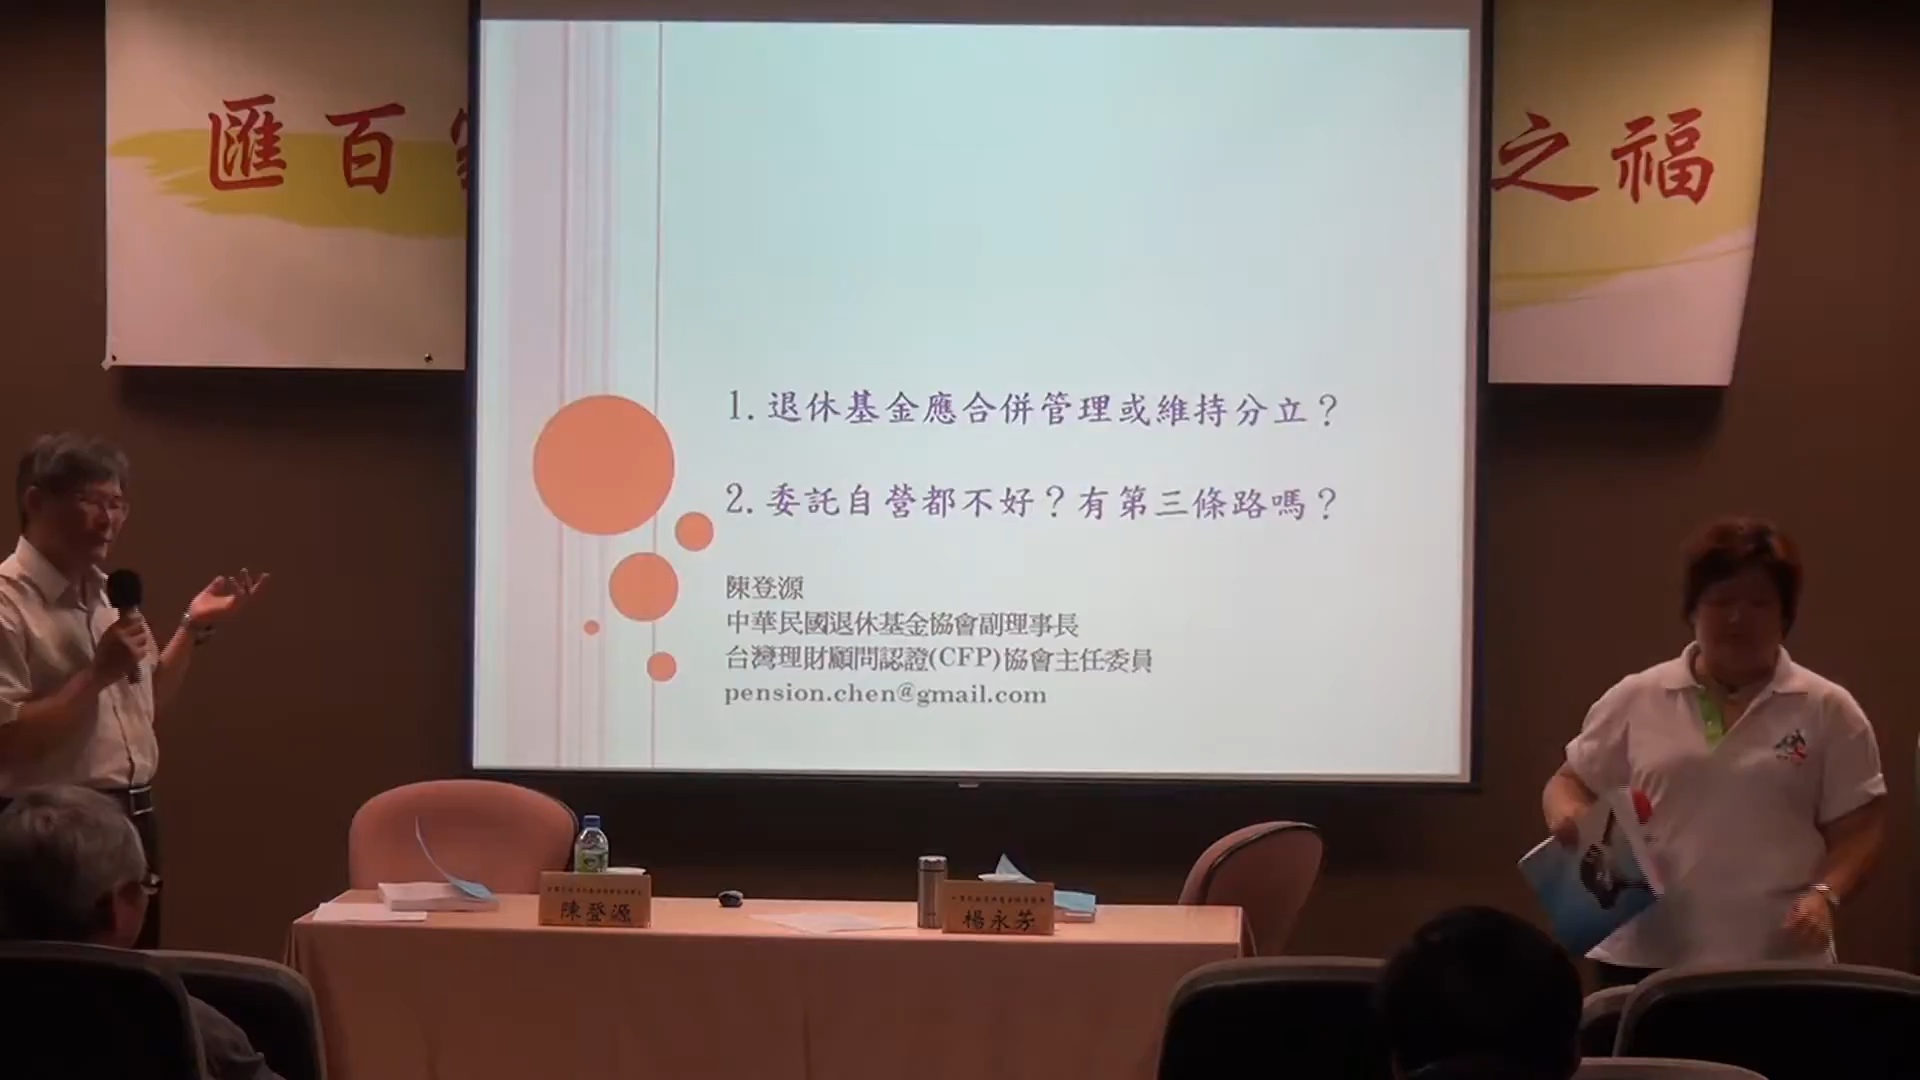 匯百
之福
1. 退休基金應合併管理或維持分立？
2. 委託自營都不好？有第三條路嗎？
陳登源
中華民國退休基金協會副理事長
台灣理財顧問認證(CFP)協會主任委員
pension.chen@gmail.com
陳登源
楊永芳